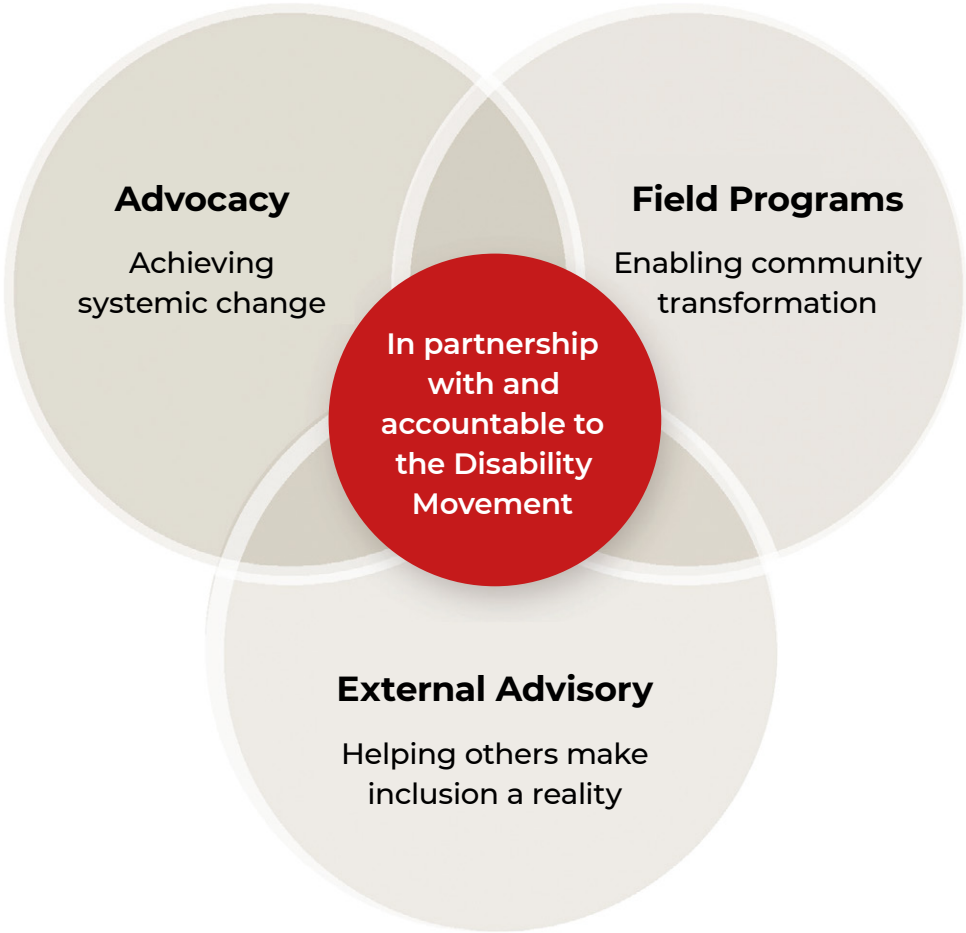 Advocacy
Achieving
systemic change
Field Programs
Enabling community
transformation
In partnership
with and
accountable to
the Disability
Movement
External Advisory
Helping others make
inclusion a reality